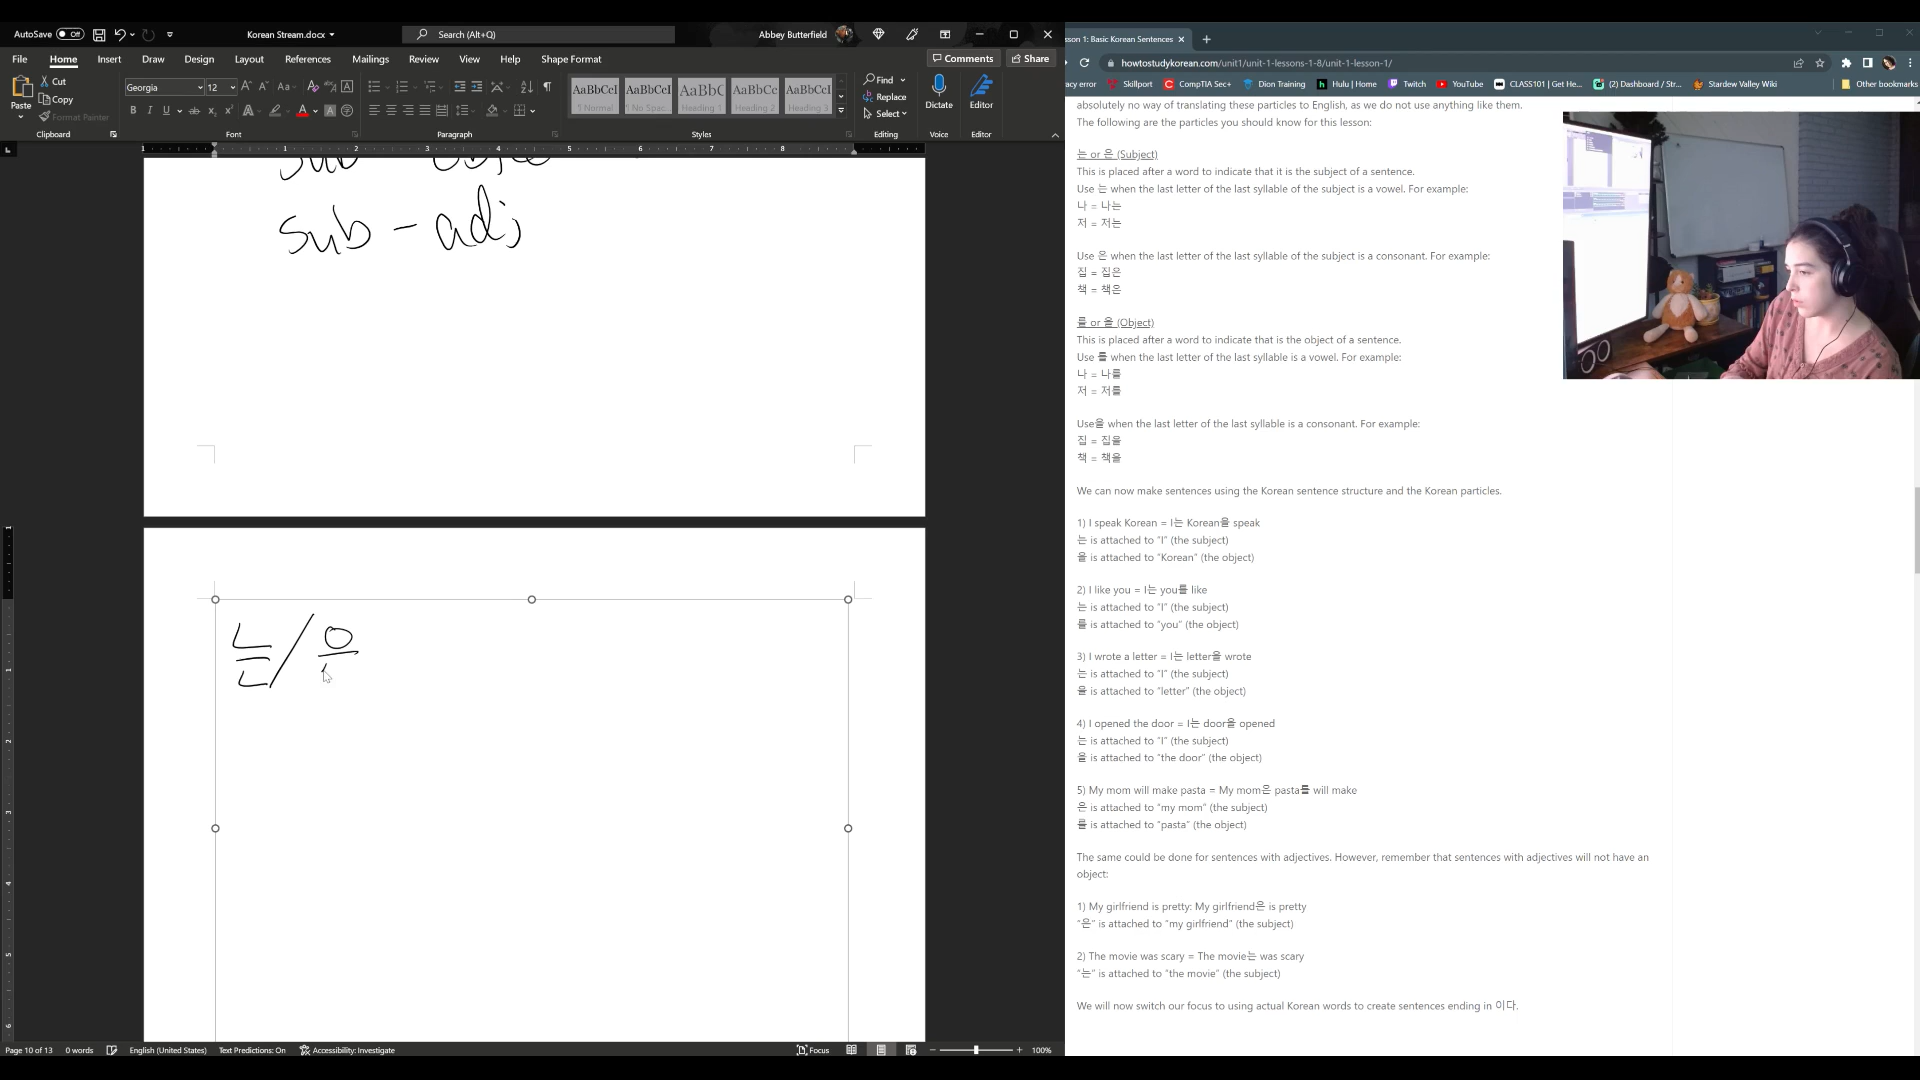 AutoSave Off Korean Stream.docx Search (Alt+Q) Abbey Butterfield
File Home Insert Draw Design Layout References Mailings Review View Help Shape Format Comments Share
Paste Cut Copy Format Painter
Georgia 12
AaBbCcI AaBbCcI AaBbC AaBbCc AaBbCcI
¶ Normal ¶ No Spac... Heading 1 Heading 2 Heading 3
Find Replace Select Dictate Editor
Clipboard Font Paragraph Styles Editing Voice Editor
sub - adj
는/으
Page 10 of 13 0 words English (United States) Text Predictions: On Accessibility: Investigate Focus 100%
sson 1: Basic Korean Sentences
howtostudykorean.com/unit1/unit-1-lessons-1-8/unit-1-lesson-1/
acy error Skillport CompTIA Sec+ Dion Training Hulu | Home Twitch YouTube CLASS101 | Get He... (2) Dashboard / Str... Stardew Valley Wiki Other bookmarks
absolutely no way of translating these particles to English, as we do not use anything like them.
The following are the particles you should know for this lesson:
는 or 은 (Subject)
This is placed after a word to indicate that it is the subject of a sentence.
Use 는 when the last letter of the last syllable of the subject is a vowel. For example:
나 = 나는
저 = 저는
Use 은 when the last letter of the last syllable of the subject is a consonant. For example:
집 = 집은
책 = 책은
를 or 을 (Object)
This is placed after a word to indicate that is the object of a sentence.
Use 를 when the last letter of the last syllable is a vowel. For example:
나 = 나를
저 = 저를
Use을 when the last letter of the last syllable is a consonant. For example:
집 = 집을
책 = 책을
We can now make sentences using the Korean sentence structure and the Korean particles.
1) I speak Korean = I는 Korean을 speak
는 is attached to “I” (the subject)
을 is attached to “Korean” (the object)
2) I like you = I는 you를 like
는 is attached to “I” (the subject)
를 is attached to “you” (the object)
3) I wrote a letter = I는 letter을 wrote
는 is attached to “I” (the subject)
을 is attached to “letter” (the object)
4) I opened the door = I는 door을 opened
는 is attached to “I” (the subject)
을 is attached to “the door” (the object)
5) My mom will make pasta = My mom은 pasta를 will make
은 is attached to “my mom” (the subject)
를 is attached to “pasta” (the object)
The same could be done for sentences with adjectives. However, remember that sentences with adjectives will not have an
object:
1) My girlfriend is pretty: My girlfriend은 is pretty
“은” is attached to “my girlfriend” (the subject)
2) The movie was scary = The movie는 was scary
“는” is attached to “the movie” (the subject)
We will now switch our focus to using actual Korean words to create sentences ending in 이다.